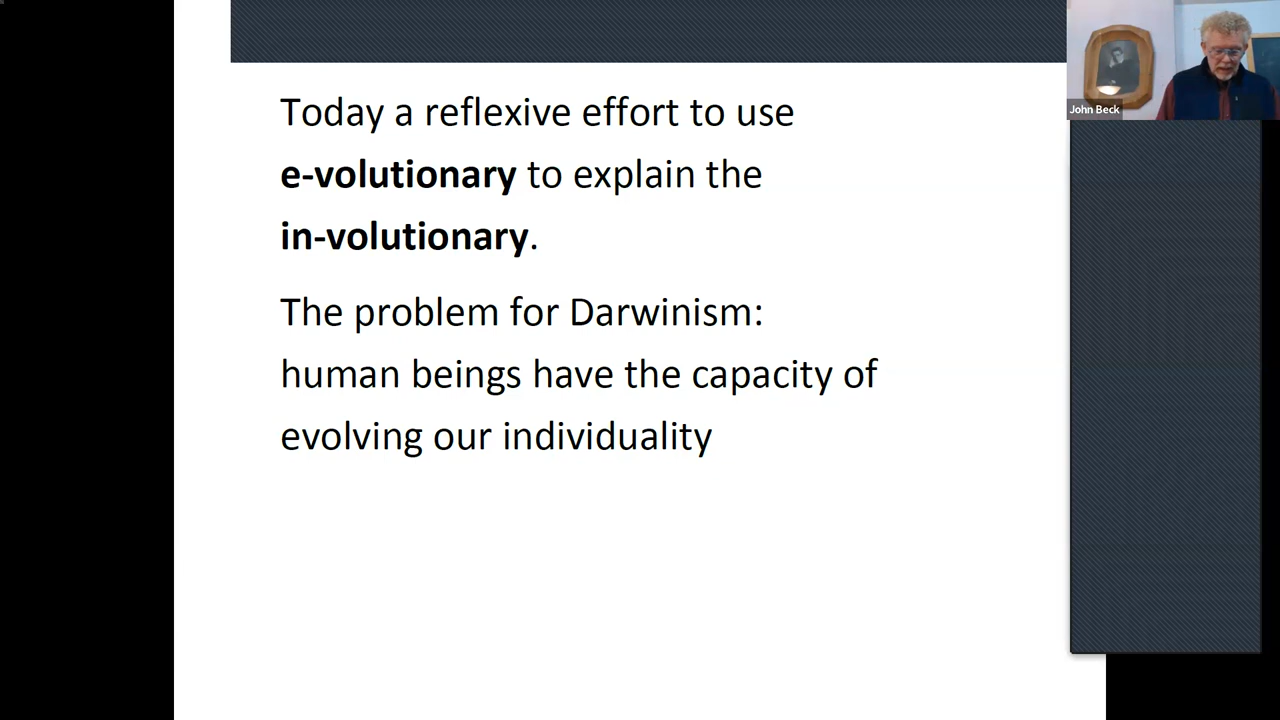 Today a reflexive effort to use
e-volutionary to explain the
in-volutionary.
The problem for Darwinism:
human beings have the capacity of
evolving our individuality
John Beck